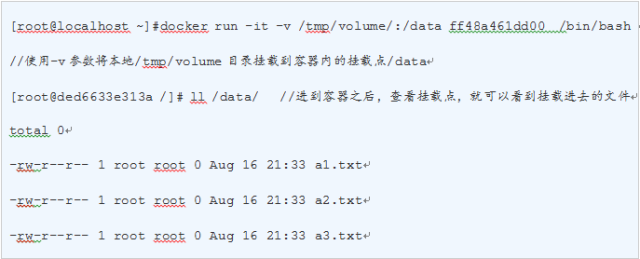 [root@localhost ~]#docker run -it -v /tmp/volume/:/data ff48a461dd00 /bin/bash
//使用-v 参数将本地/tmp/volume 目录挂载到容器内的挂载点/data↵
[root@ded6633e313a /]# ll /data/ //进到容器之后，查看挂载点，就可以看到挂载进去的文件
total 0↵
-rw-r--r-- 1 root root 0 Aug 16 21:33 a1.txt↵
-rw-r--r-- 1 root root 0 Aug 16 21:33 a2.txt↵
-rw-r--r-- 1 root root 0 Aug 16 21:33 a3.txt↵